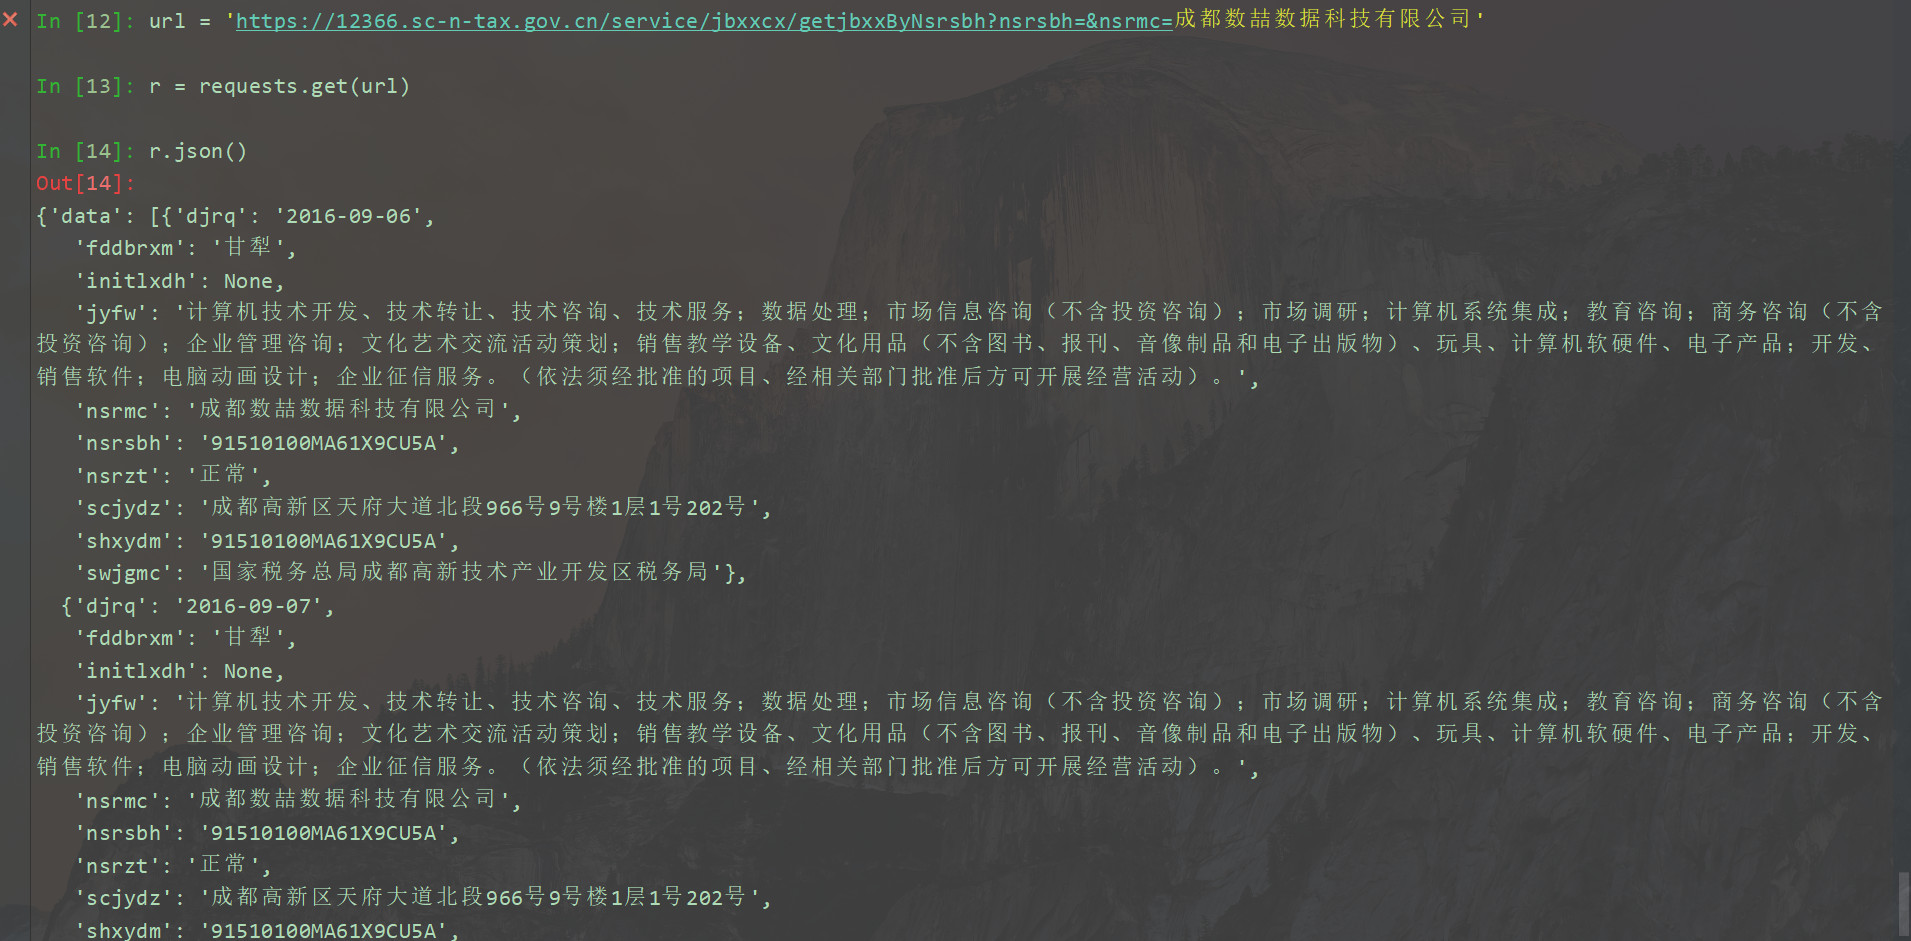 In [12]: url = 'https://12366.sc-n-tax.gov.cn/service/jbxxcx/getjbxxByNsrsbh?nsrsbh=&nsrmc=成都数喆数据科技有限公司'
In [13]: r = requests.get(url)
In [14]: r.json()
Out[14]:
{'data': [{'djrq': '2016-09-06',
'fddbrxm': '甘犁',
'initlxdh': None,
'jyfw': '计算机技术开发、技术转让、技术咨询、技术服务；数据处理；市场信息咨询（不含投资咨询）；市场调研；计算机系统集成；教育咨询；商务咨询（不含
投资咨询）；企业管理咨询；文化艺术交流活动策划；销售教学设备、文化用品（不含图书、报刊、音像制品和电子出版物）、玩具、计算机软硬件、电子产品；开发、
销售软件；电脑动画设计；企业征信服务。（依法须经批准的项目、经相关部门批准后方可开展经营活动）。',
'nsrmc': '成都数喆数据科技有限公司',
'nsrsbh': '91510100MA61X9CU5A',
'nsrzt': '正常',
'scjydz': '成都高新区天府大道北段966号9号楼1层1号202号',
'shxydm': '91510100MA61X9CU5A',
'swjgmc': '国家税务总局成都高新技术产业开发区税务局'},
{'djrq': '2016-09-07',
'fddbrxm': '甘犁',
'initlxdh': None,
'jyfw': '计算机技术开发、技术转让、技术咨询、技术服务；数据处理；市场信息咨询（不含投资咨询）；市场调研；计算机系统集成；教育咨询；商务咨询（不含
投资咨询）；企业管理咨询；文化艺术交流活动策划；销售教学设备、文化用品（不含图书、报刊、音像制品和电子出版物）、玩具、计算机软硬件、电子产品；开发、
销售软件；电脑动画设计；企业征信服务。（依法须经批准的项目、经相关部门批准后方可开展经营活动）。',
'nsrmc': '成都数喆数据科技有限公司',
'nsrsbh': '91510100MA61X9CU5A',
'nsrzt': '正常',
'scjydz': '成都高新区天府大道北段966号9号楼1层1号202号',
'shxydm': '91510100MA61X9CU5A',